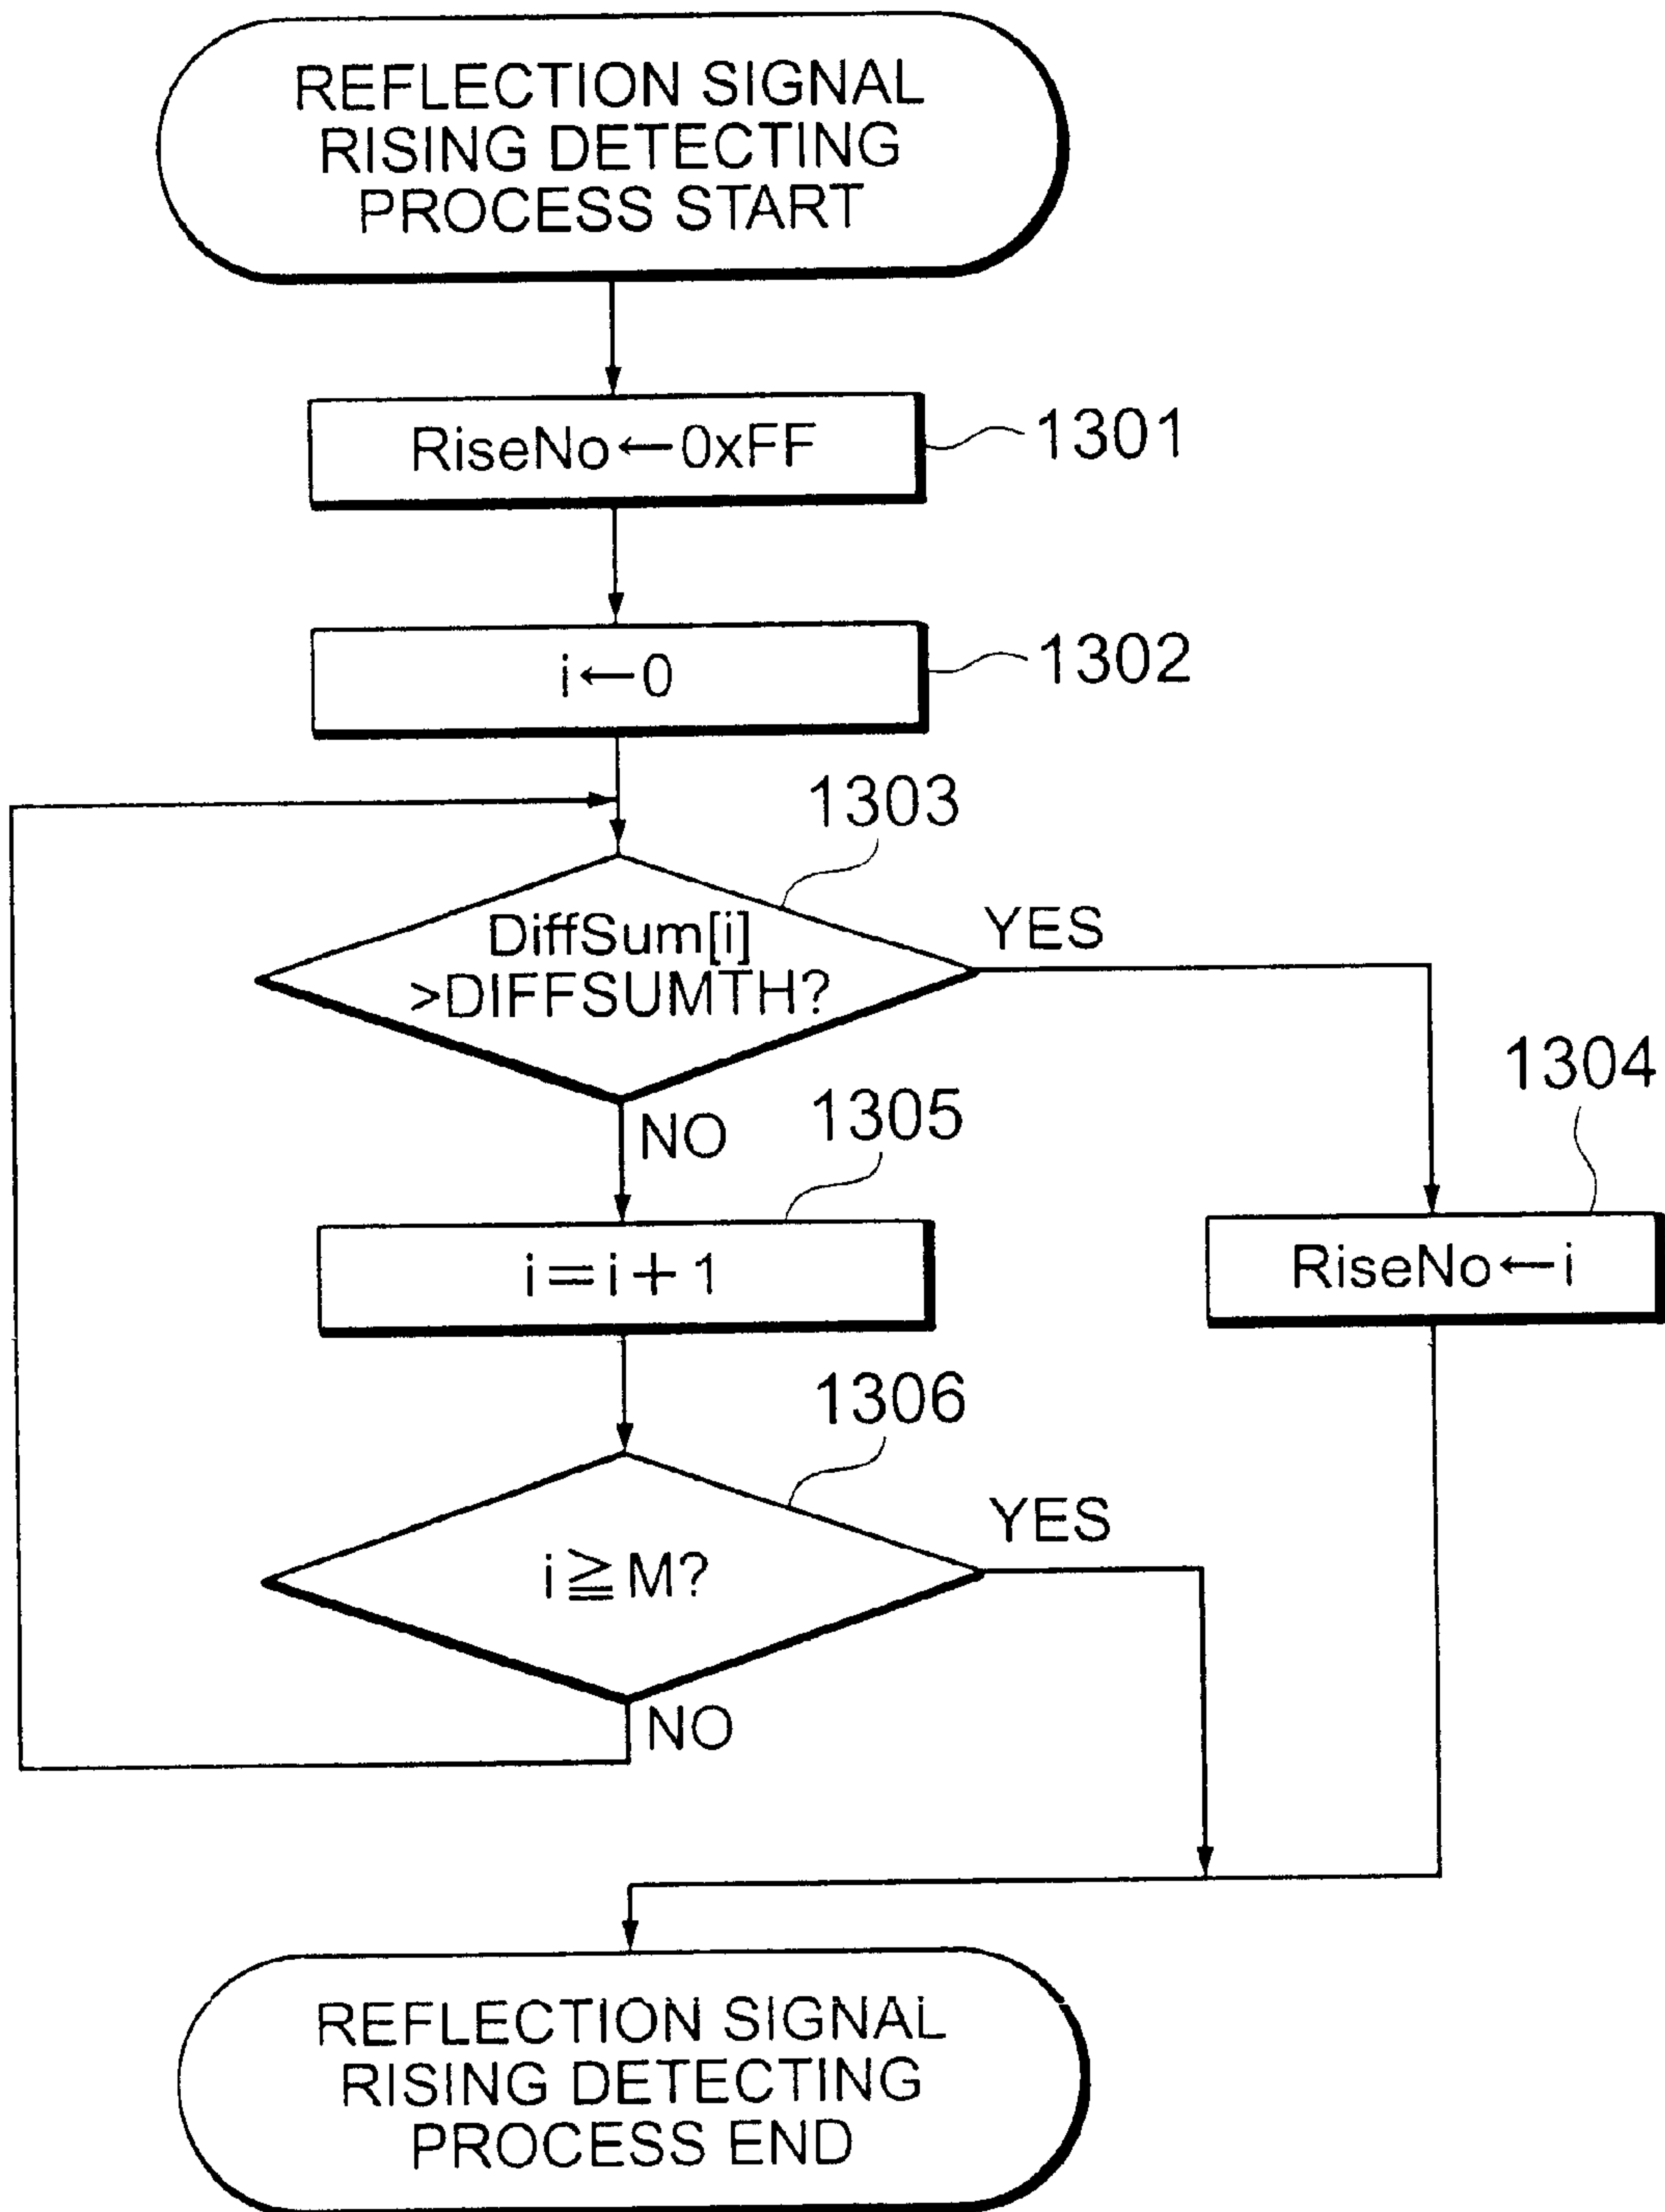 REFLECTION SIGNAL
RISING DETECTING
PROCESS START
RiseNo←0xFF
1301
i←0
1302
1303
DiffSum[i]
>DIFFSUMTH?
YES
NO
1304
RiseNo←i
1305
i=i+1
1306
i≧M?
YES
NO
REFLECTION SIGNAL
RISING DETECTING
PROCESS END